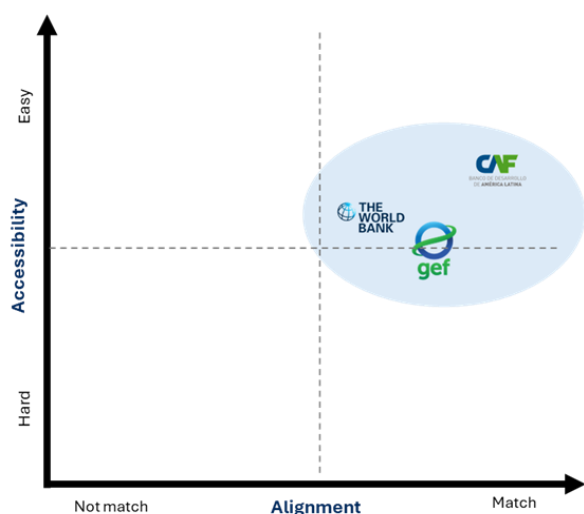 Easy
CAF
BANCO DE DESARROLLO
DE AMÉRICA LATINA
THE
WORLD
BANK
Accessibility
gef
Hard
Not match
Alignment
Match